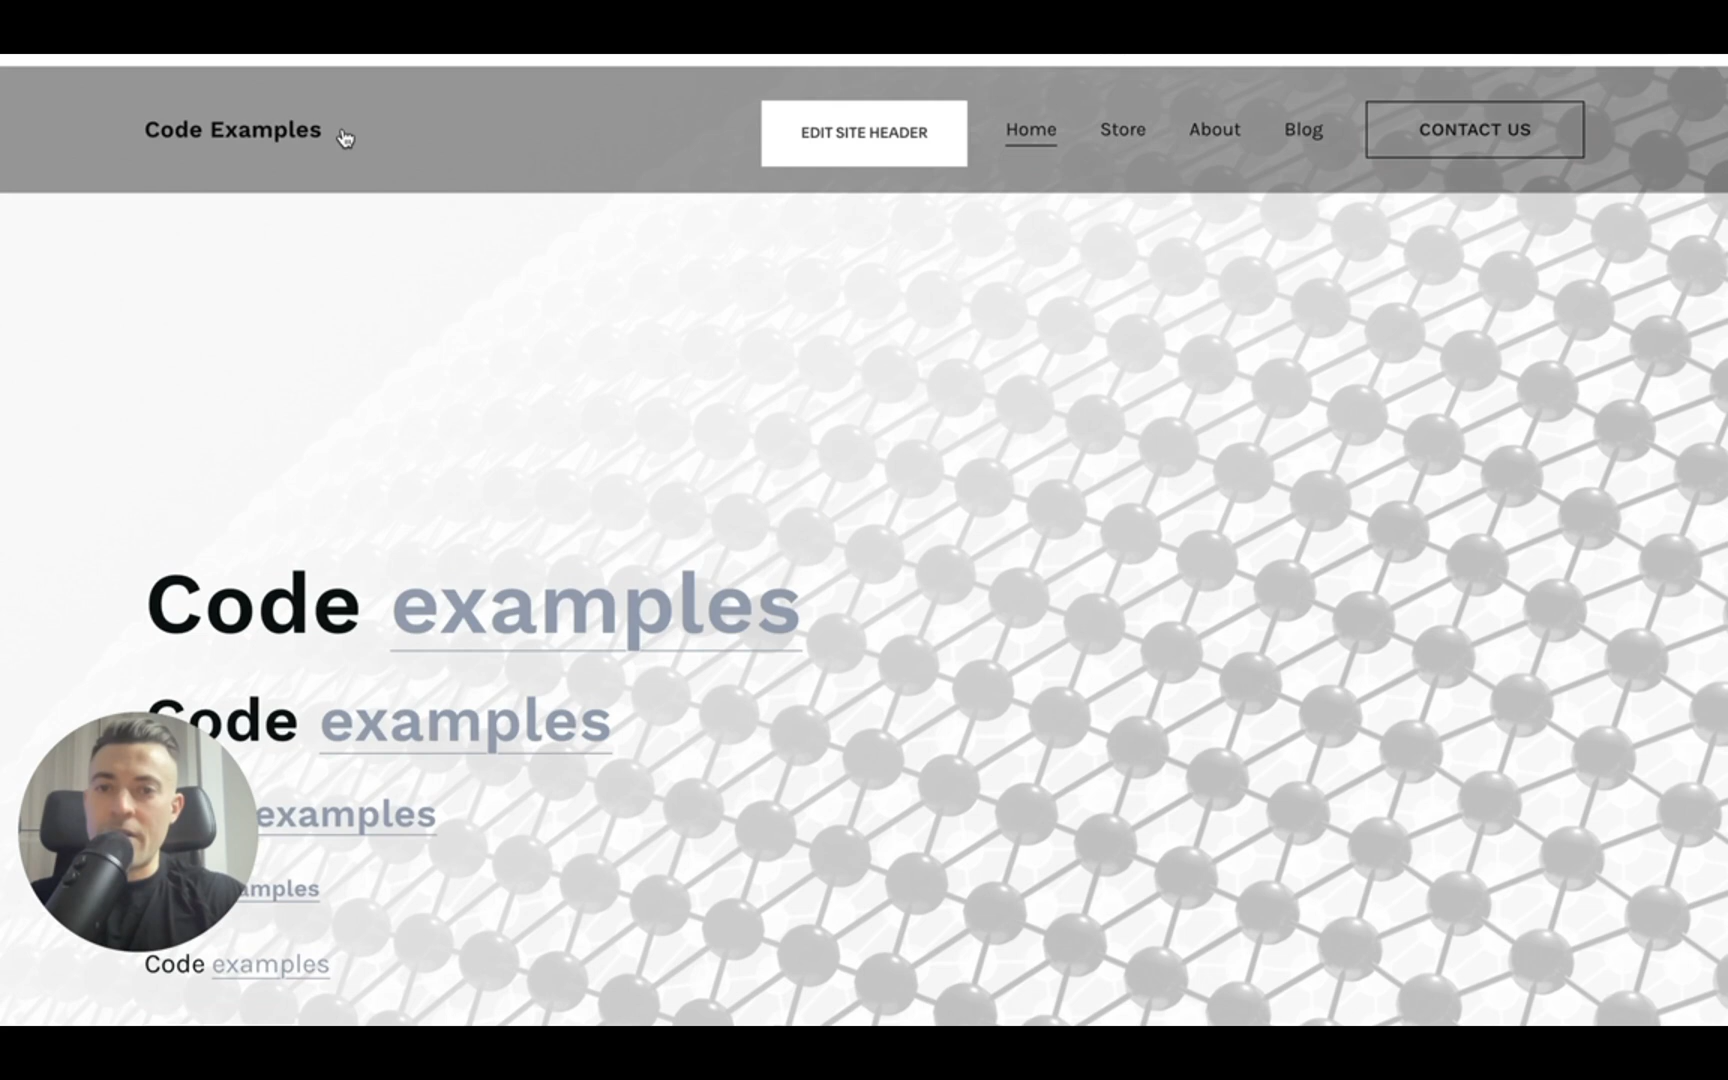 Code Examples
EDIT SITE HEADER
Home
Store
About
Blog
CONTACT US
Code examples
Code examples
examples
Code examples